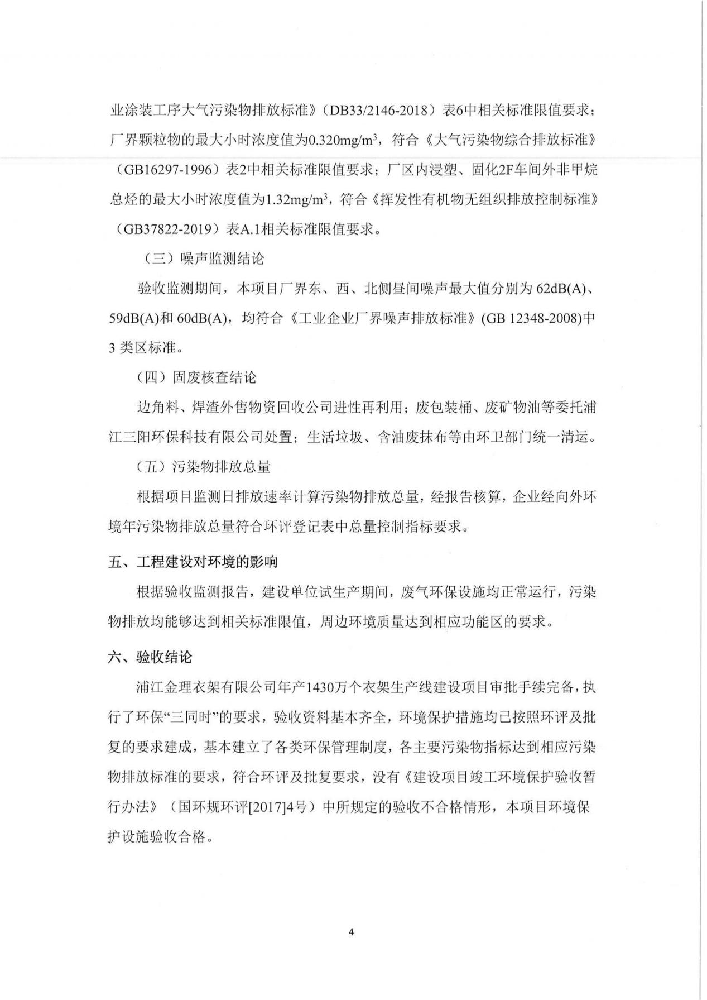 业涂装工序大气污染物排放标准》（DB33/2146-2018）表6中相关标准限值要求；
厂界颗粒物的最大小时浓度值为0.320mg/m³，符合《大气污染物综合排放标准》
（GB16297-1996）表2中相关标准限值要求；厂区内浸塑、固化2F车间外非甲烷
总烃的最大小时浓度值为1.32mg/m³，符合《挥发性有机物无组织排放控制标准》
（GB37822-2019）表A.1相关标准限值要求。
（三）噪声监测结论
验收监测期间，本项目厂界东、西、北侧昼间噪声最大值分别为 62dB(A)、
59dB(A)和 60dB(A)，均符合《工业企业厂界噪声排放标准》(GB 12348-2008)中
3 类区标准。
（四）固废核查结论
边角料、焊渣外售物资回收公司进性再利用；废包装桶、废矿物油等委托浦
江三阳环保科技有限公司处置；生活垃圾、含油废抹布等由环卫部门统一清运。
（五）污染物排放总量
根据项目监测日排放速率计算污染物排放总量，经报告核算，企业经向外环
境年污染物排放总量符合环评登记表中总量控制指标要求。
五、工程建设对环境的影响
根据验收监测报告，建设单位试生产期间，废气环保设施均正常运行，污染
物排放均能够达到相关标准限值，周边环境质量达到相应功能区的要求。
六、验收结论
浦江金理衣架有限公司年产1430万个衣架生产线建设项目审批手续完备，执
行了环保“三同时”的要求，验收资料基本齐全，环境保护措施均已按照环评及批
复的要求建成，基本建立了各类环保管理制度，各主要污染物指标达到相应污染
物排放标准的要求，符合环评及批复要求，没有《建设项目竣工环境保护验收暂
行办法》（国环规环评[2017]4号）中所规定的验收不合格情形，本项目环境保
护设施验收合格。
4